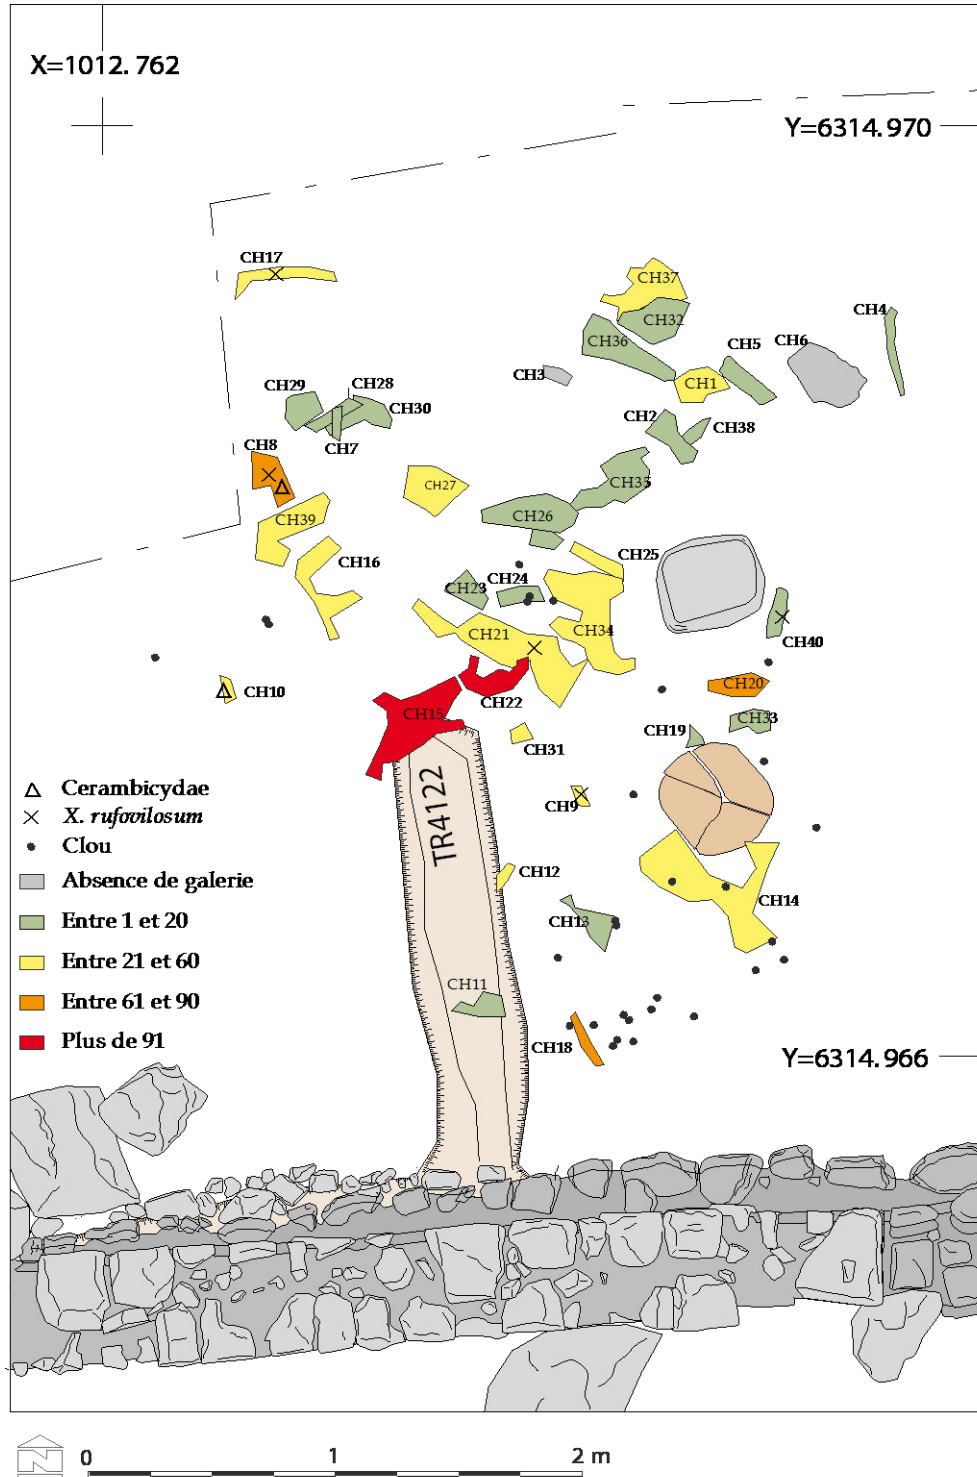 X=1012. 762
Y=6314. 970
CH17
CH37
CH32
CH36
CH4
CH5
CH6
CH3
CH1
CH28
CH29
CH30
CH7
CH2
CH38
CH8
CH35
CH27
CH39
CH26
CH16
CH25
CH23
CH24
CH21
CH34
CH40
CH10
CH20
CH22
CH15
CH33
CH19
CH31
TR4122
CH9
CH12
CH14
CH13
CH11
CH18
Cerambicydae
X. rufovilosum
Clou
Absence de galerie
Entre 1 et 20
Entre 21 et 60
Entre 61 et 90
Plus de 91
Y=6314. 966
N
0 1 2 m